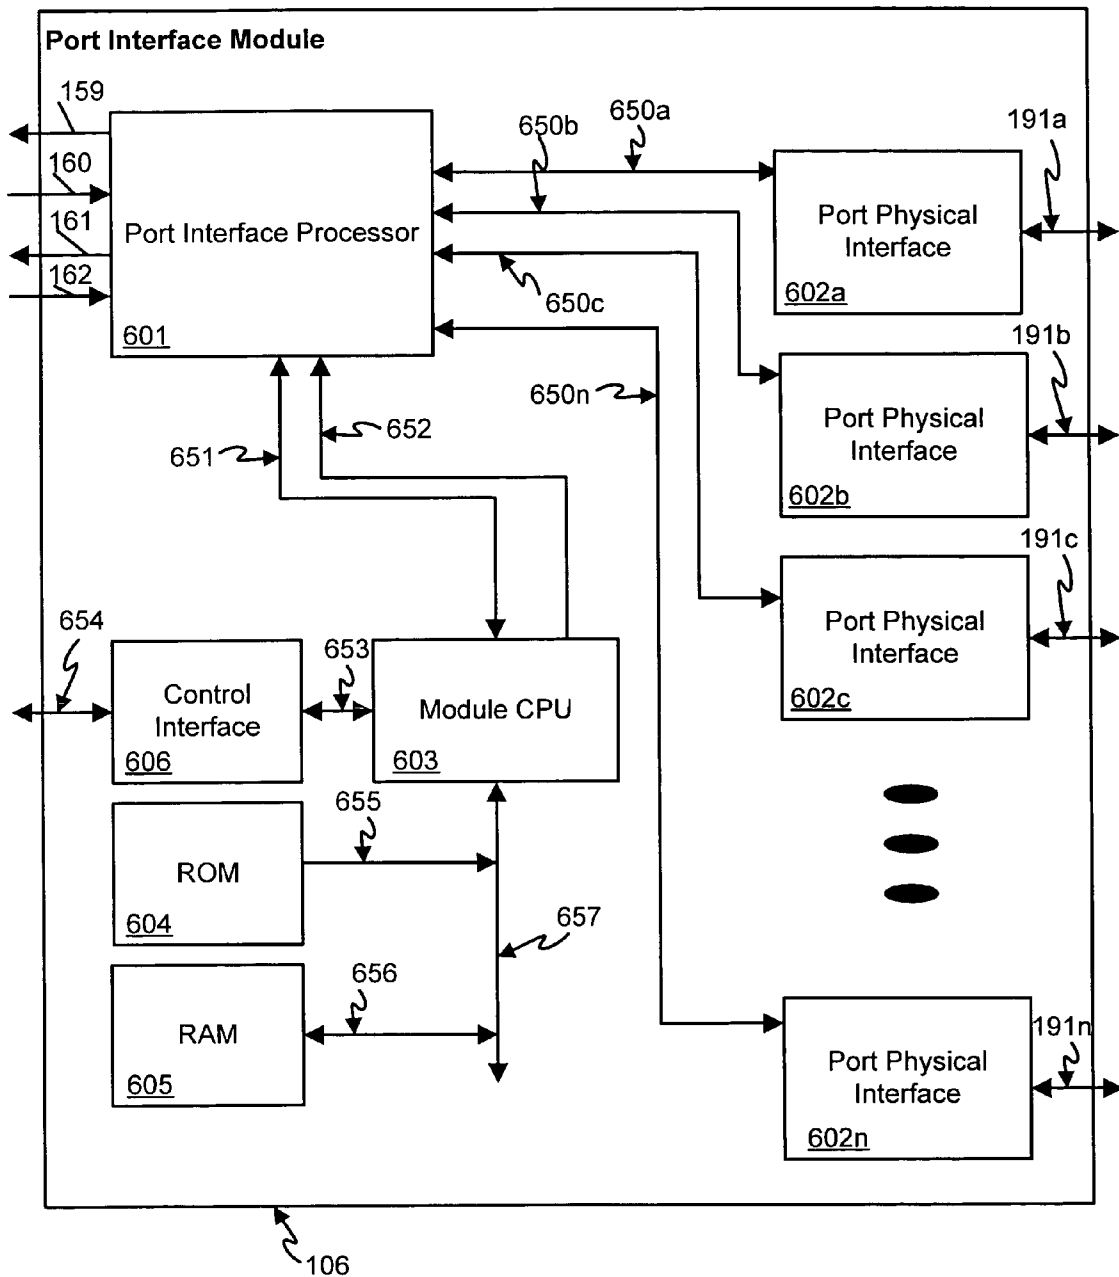 Port Interface Module
159
160
161
162
Port Interface Processor
601
650b
650a
650c
650n
191a
Port Physical
Interface
602a
191b
Port Physical
Interface
602b
191c
Port Physical
Interface
602c
651
652
654
Control
Interface
606
653
Module CPU
603
ROM
604
655
657
RAM
605
656
191n
Port Physical
Interface
602n
106